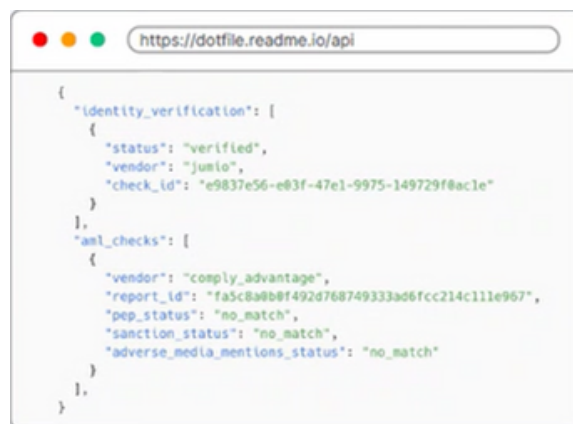 https://dotfile.readme.io/api
{
"identity_verification": [
{
"status": "verified",
"vendor": "jumio",
"check_id": "e9837e56-e03f-47e1-9975-149729f0ac1e"
}
],
"aml_checks": [
{
"vendor": "comply_advantage",
"report_id": "fa5c8a0b0f492d768749333ad6fcc214c111e967",
"pep_status": "no_match",
"sanction_status": "no_match",
"adverse_media_mentions_status": "no_match"
}
],
}